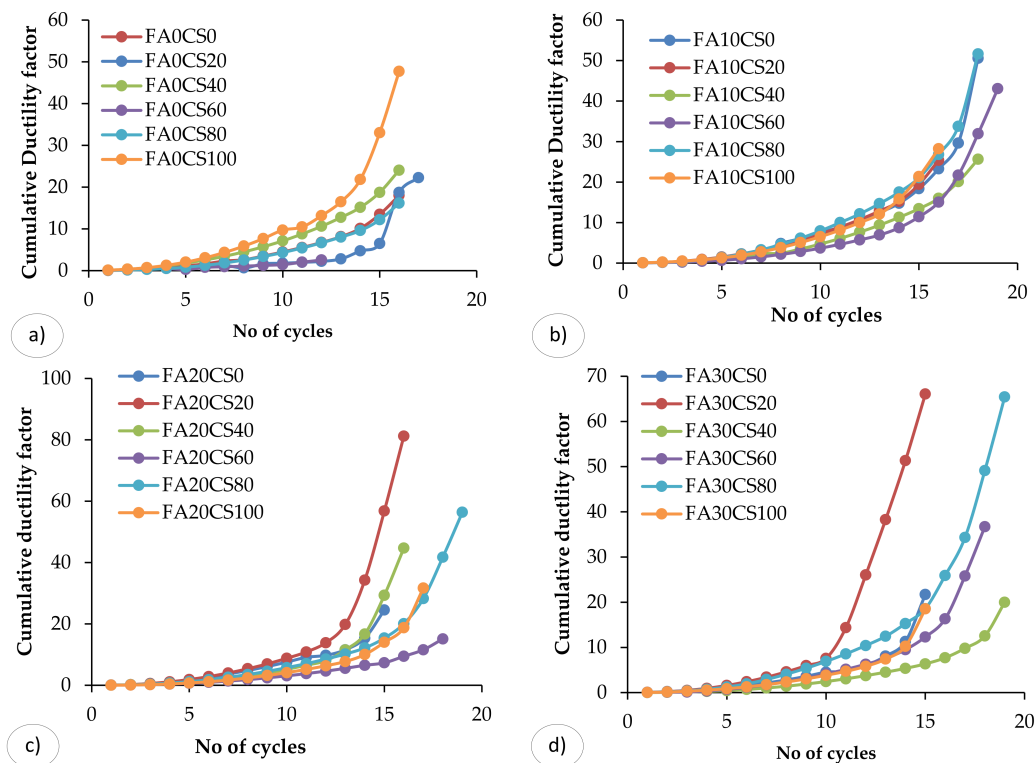 60
50
40
30
20
10
0
0
5
10
15
20
Cumulative Ductility factor
No of cycles
FA0CS0
FA0CS20
FA0CS40
FA0CS60
FA0CS80
FA0CS100
a)
60
50
40
30
20
10
0
0
5
10
15
20
Cumulative Ductility factor
No of cycles
FA10CS0
FA10CS20
FA10CS40
FA10CS60
FA10CS80
FA10CS100
b)
100
80
60
40
20
0
0
5
10
15
20
Cumulative ductility factor
No of cycles
FA20CS0
FA20CS20
FA20CS40
FA20CS60
FA20CS80
FA20CS100
c)
70
60
50
40
30
20
10
0
0
5
10
15
20
Cumulative ductlity factor
No of cycles
FA30CS0
FA30CS20
FA30CS40
FA30CS60
FA30CS80
FA30CS100
d)